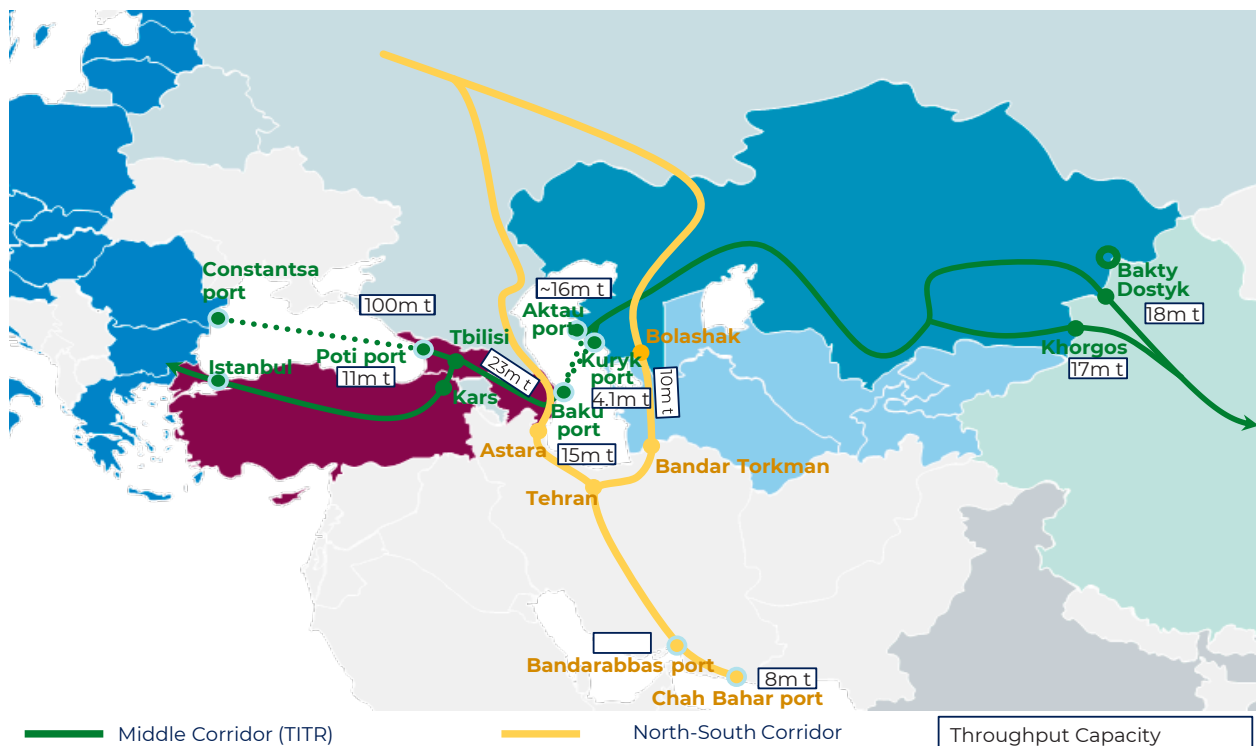 Constantsa
port
100m t
~16m t
Aktau
port
Bakty
Dostyk
18m t
Tbilisi
Poti port
11m t
Istanbul
23m t
Kuryk
port
4.1m t
Bolashak
10m t
Khorgos
17m t
Kars
Baku
port
15m t
Astara
Bandar Torkman
Tehran
Bandarabbas port
8m t
Chah Bahar port
Middle Corridor (TITR)
North-South Corridor
Throughput Capacity